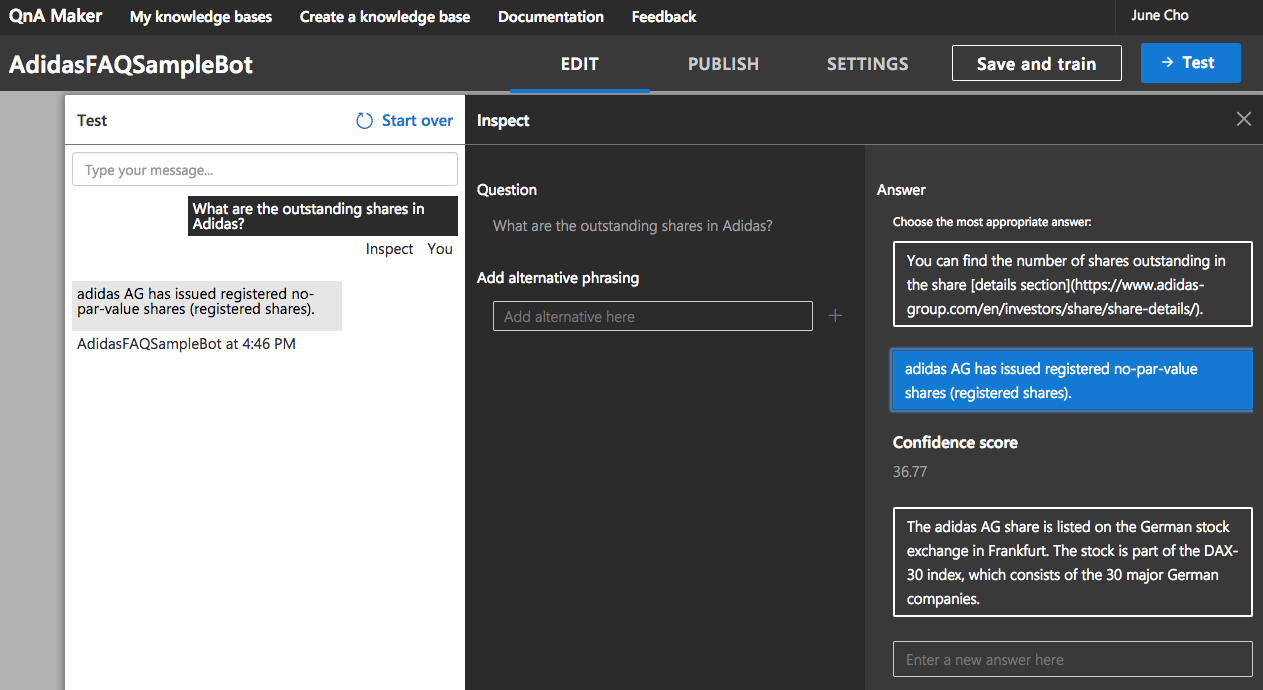 QnA Maker My knowledge bases Create a knowledge base Documentation Feedback June Cho
AdidasFAQSampleBot EDIT PUBLISH SETTINGS Save and train → Test
Test Start over
Type your message...
What are the outstanding shares in
Adidas?
Inspect You
adidas AG has issued registered no-
par-value shares (registered shares).
AdidasFAQSampleBot at 4:46 PM
Inspect
Question
What are the outstanding shares in Adidas?
Add alternative phrasing
Add alternative here
Answer
Choose the most appropriate answer:
You can find the number of shares outstanding in
the share [details section](https://www.adidas-
group.com/en/investors/share/share-details/).
adidas AG has issued registered no-par-value
shares (registered shares).
Confidence score
36.77
The adidas AG share is listed on the German stock
exchange in Frankfurt. The stock is part of the DAX-
30 index, which consists of the 30 major German
companies.
Enter a new answer here